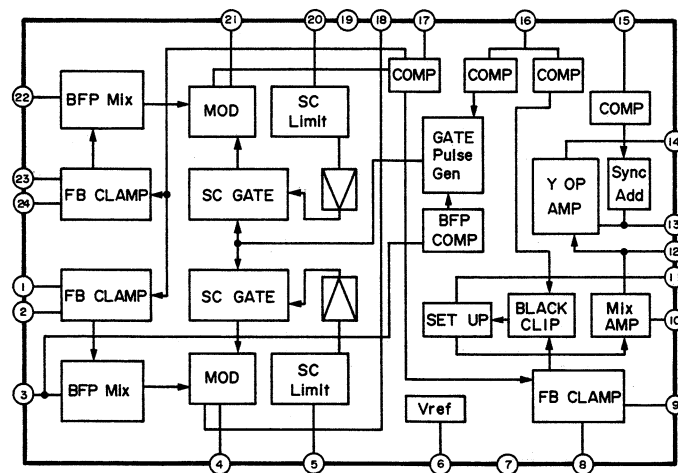 21 20 19 18 17 16 15
22
BFP Mix
MOD
SC
Limit
COMP
COMP
COMP
COMP
14
23
24
FB CLAMP
SC GATE
GATE
Pulse
Gen
Y OP
AMP
Sync
Add
BFP
COMP
13
12
1
2
FB CLAMP
SC GATE
11
SET UP
BLACK
CLIP
Mix
AMP
10
3
BFP Mix
MOD
SC
Limit
Vref
FB CLAMP
9
4 5 6 7 8